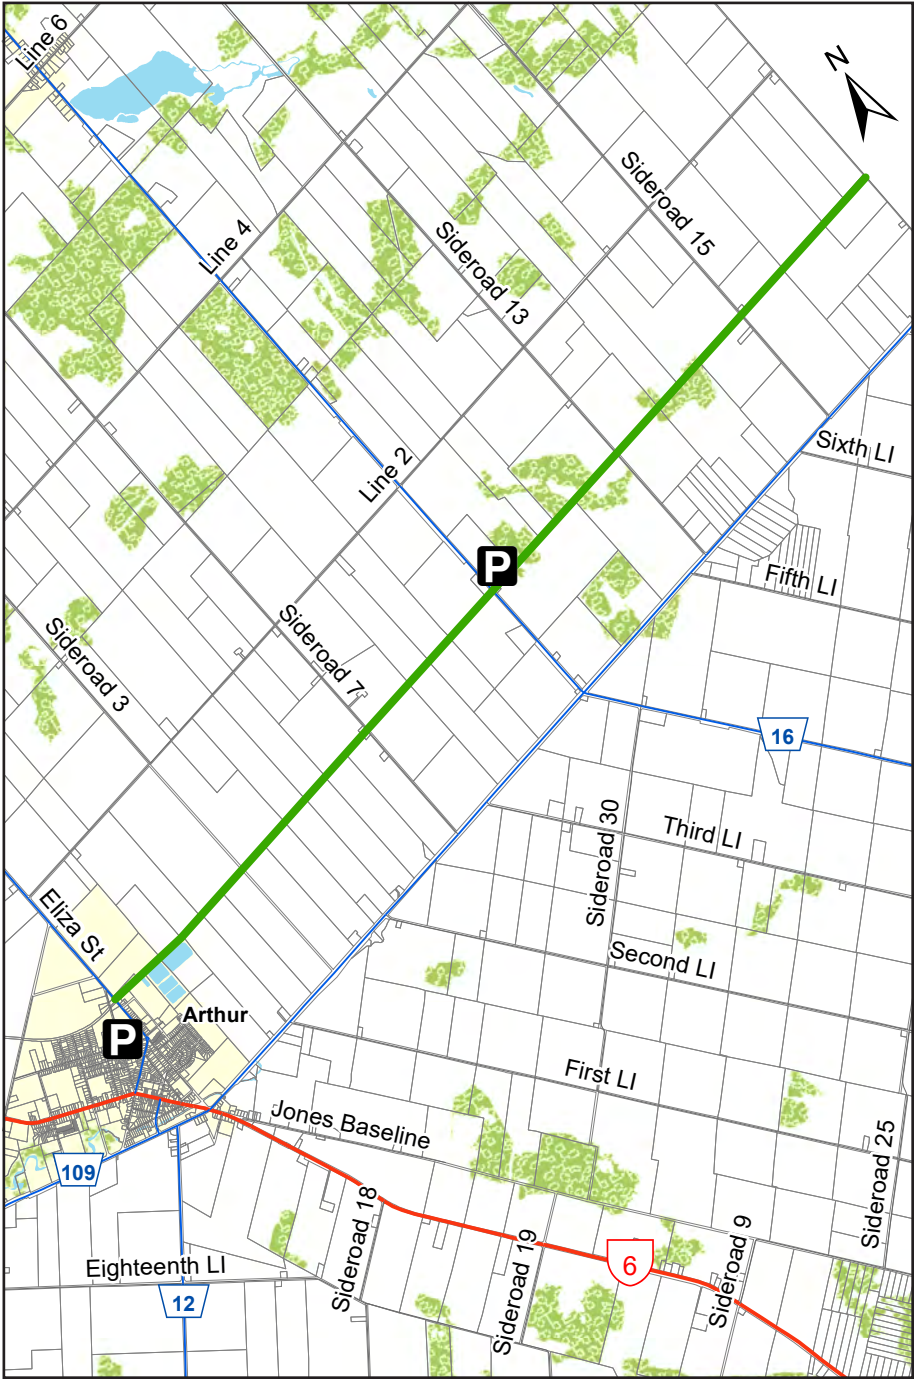 Line 6
N
Sideroad 15
Line 4
Sideroad 13
Sixth LI
Line 2
P
Fifth LI
Sideroad 7
Sideroad 3
16
Sideroad 30
Third LI
Eliza St
Second LI
Arthur
P
First LI
Jones Baseline
109
Sideroad 25
Sideroad 18
Sideroad 19
Sideroad 9
6
Eighteenth LI
12